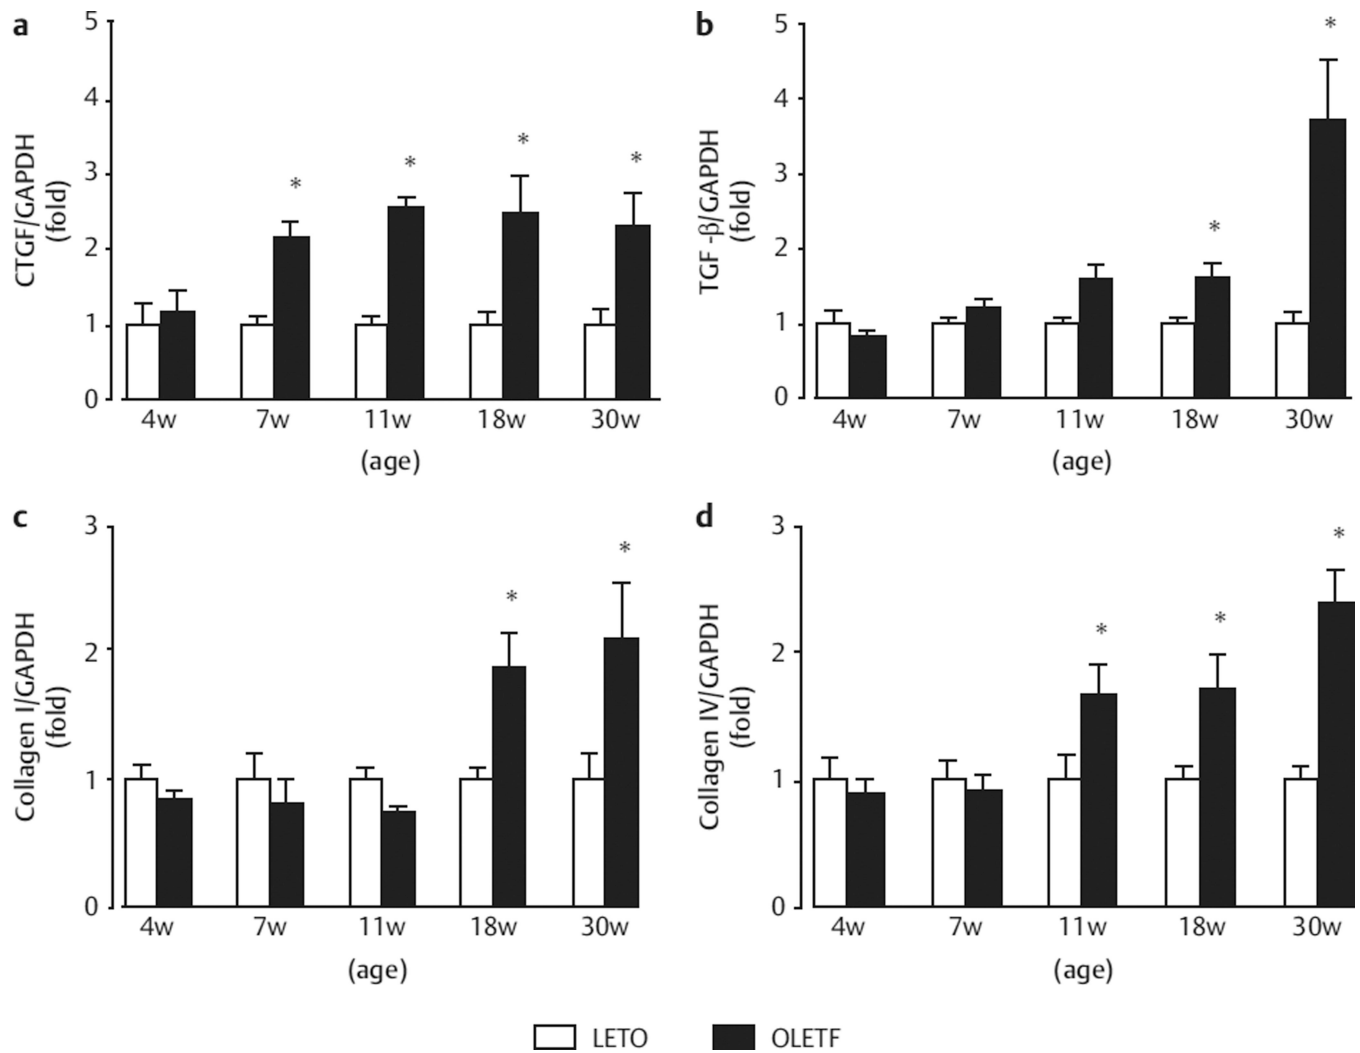 a
CTGF/GAPDH
(fold)
5
4
3
2
1
0
*
*
*
*
4w 7w 11w 18w 30w
(age)
b
TGF -β/GAPDH
(fold)
5
4
3
2
1
0
*
*
4w 7w 11w 18w 30w
(age)
c
Collagen I/GAPDH
(fold)
3
2
1
0
*
*
4w 7w 11w 18w 30w
(age)
d
Collagen IV/GAPDH
(fold)
3
2
1
0
*
*
*
4w 7w 11w 18w 30w
(age)
LETO OLETF